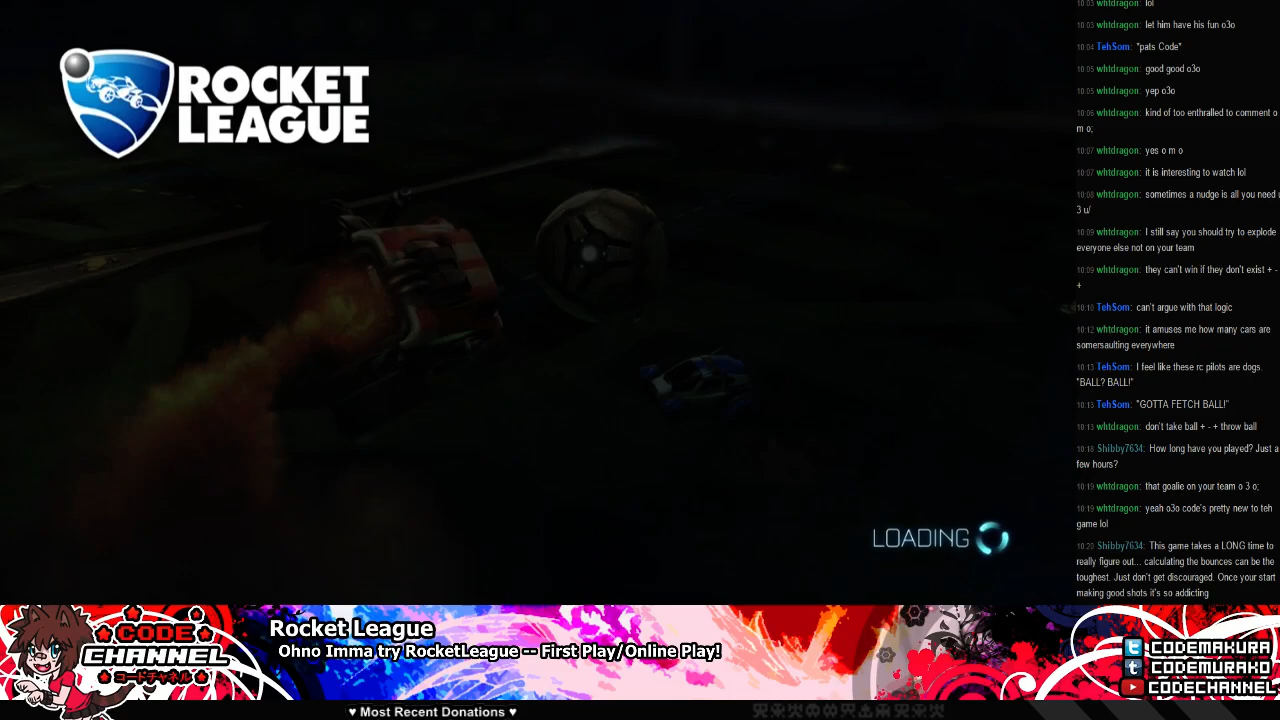 ROCKET
LEAGUE
LOADING
10:03 whtdragon: lol
10:03 whtdragon: let him have his fun o3o
10:04 TehSom: *pats Code*
10:05 whtdragon: good good o3o
10:05 whtdragon: yep o3o
10:06 whtdragon: kind of too enthralled to comment o
m o;
10:07 whtdragon: yes o m o
10:07 whtdragon: it is interesting to watch lol
10:08 whtdragon: sometimes a nudge is all you need u
3 u/
10:09 whtdragon: I still say you should try to explode
everyone else not on your team
10:09 whtdragon: they can't win if they don't exist + -
+
10:10 TehSom: can't argue with that logic
10:12 whtdragon: it amuses me how many cars are
somersaulting everywhere
10:13 TehSom: I feel like these rc pilots are dogs.
"BALL? BALL!"
10:13 TehSom: "GOTTA FETCH BALL!"
10:13 whtdragon: don't take ball + - + throw ball
10:18 Shibby7634: How long have you played? Just a
few hours?
10:19 whtdragon: that goalie on your team o 3 o;
10:19 whtdragon: yeah o3o code's pretty new to teh
game lol
10:20 Shibby7634: This game takes a LONG time to
really figure out... calculating the bounces can be the
toughest. Just don't get discouraged. Once your start
making good shots it's so addicting
CODE
CHANNEL
コードチャンネル
Rocket League
Ohno Imma try RocketLeague -- First Play/Online Play!
CODEMAKURA
CODEMURAKO
CODECHANNEL
♥ Most Recent Donations ♥